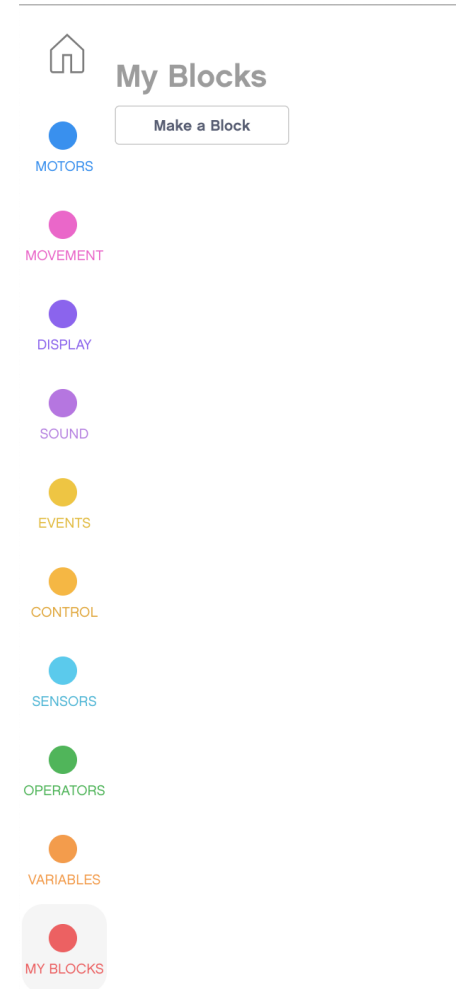 My Blocks
Make a Block
MOTORS
MOVEMENT
DISPLAY
SOUND
EVENTS
CONTROL
SENSORS
OPERATORS
VARIABLES
MY BLOCKS